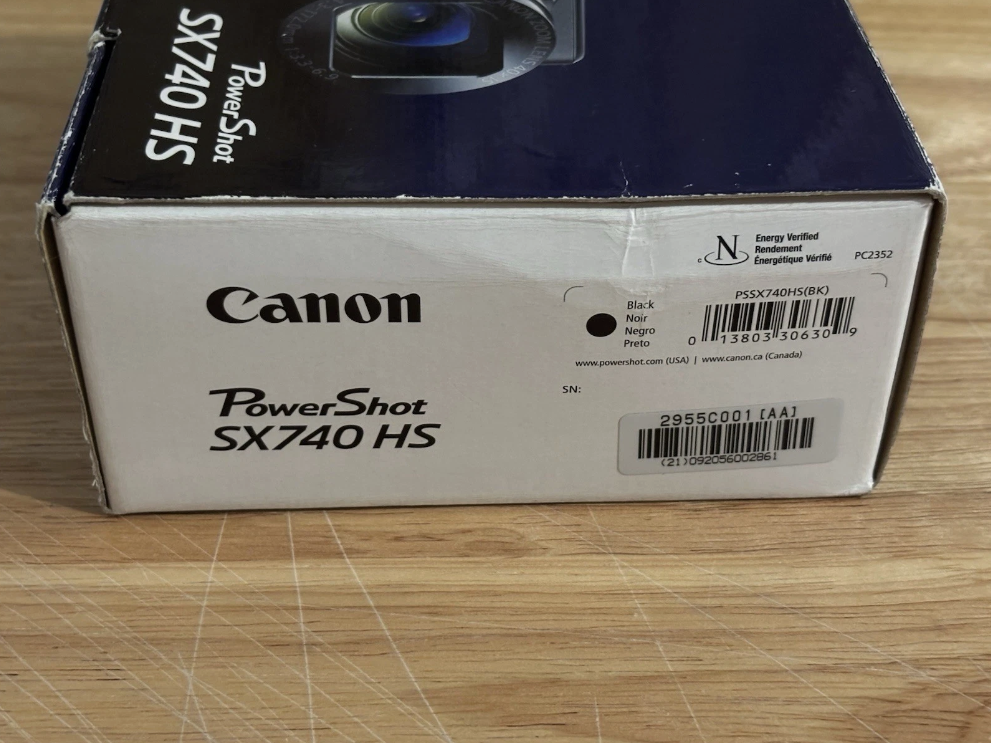 PowerShot
SX740 HS
Canon
PowerShot
SX740 HS
N
Energy Verified
Rendement
Énergétique Vérifié
PC2352
Black
Noir
Negro
Preto
PSSX740HS(BK)
0 13803 30630 9
www.powershot.com (USA) | www.canon.ca (Canada)
SN:
2955C001 [AA]
(21)092056002861